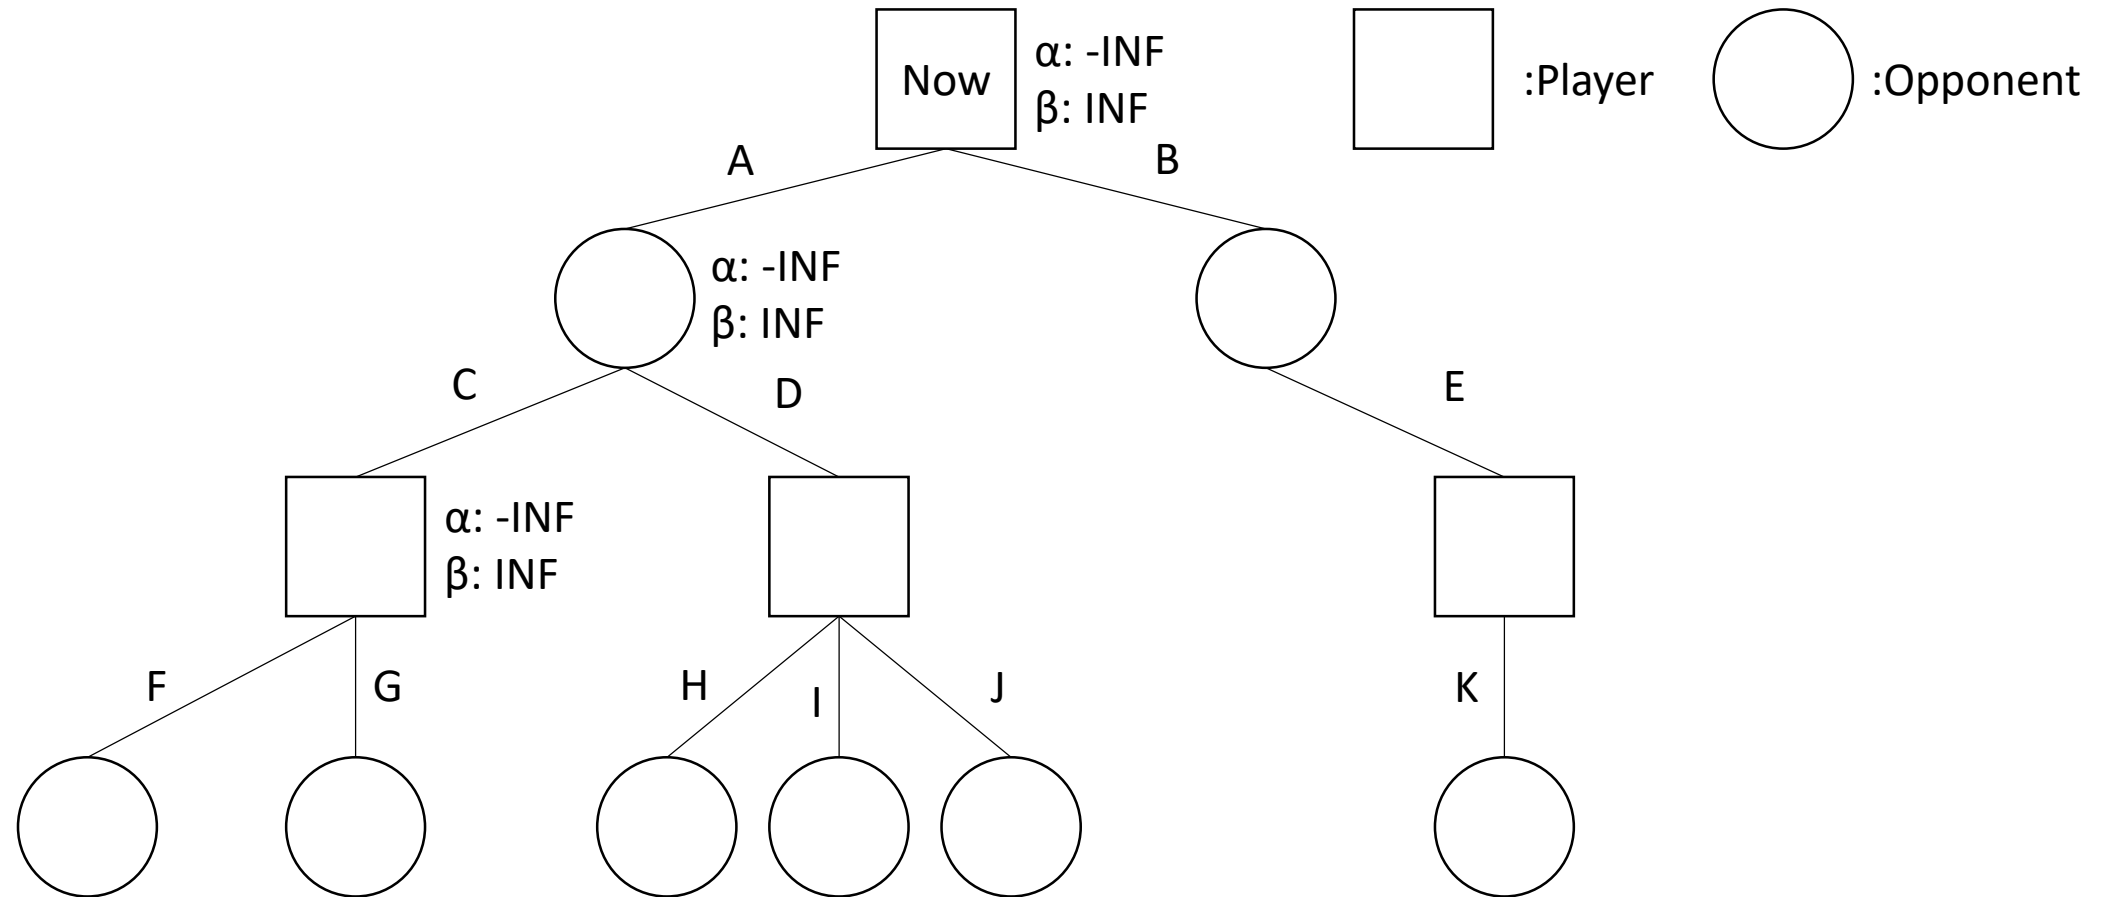 Now
α: -INF
β: INF
:Player
:Opponent
A
B
α: -INF
β: INF
C
D
E
α: -INF
β: INF
F
G
H
I
J
K